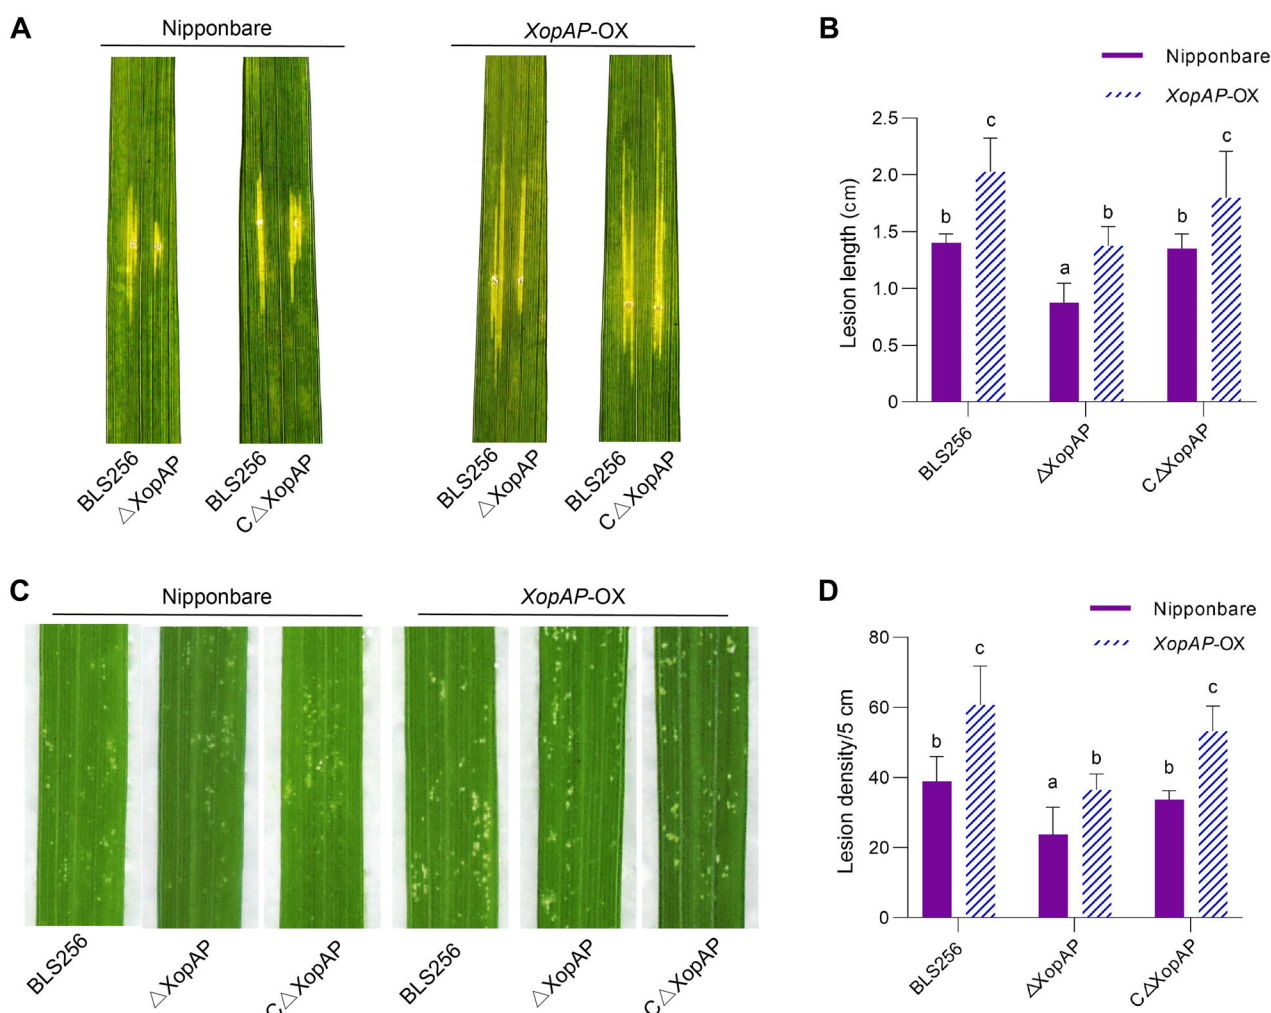 A
Nipponbare
XopAP-OX
BLS256
△XopAP
BLS256
C△XopAP
BLS256
△XopAP
BLS256
C△XopAP
B
Nipponbare
XopAP-OX
Lesion length (cm)
2.5
2.0
1.5
1.0
0.5
0
b
c
a
b
b
c
BLS256
ΔXopAP
CΔXopAP
C
Nipponbare
XopAP-OX
BLS256
△XopAP
C△XopAP
BLS256
△XopAP
C△XopAP
D
Nipponbare
XopAP-OX
Lesion density/5 cm
80
60
40
20
0
b
c
a
b
b
c
BLS256
ΔXopAP
CΔXopAP